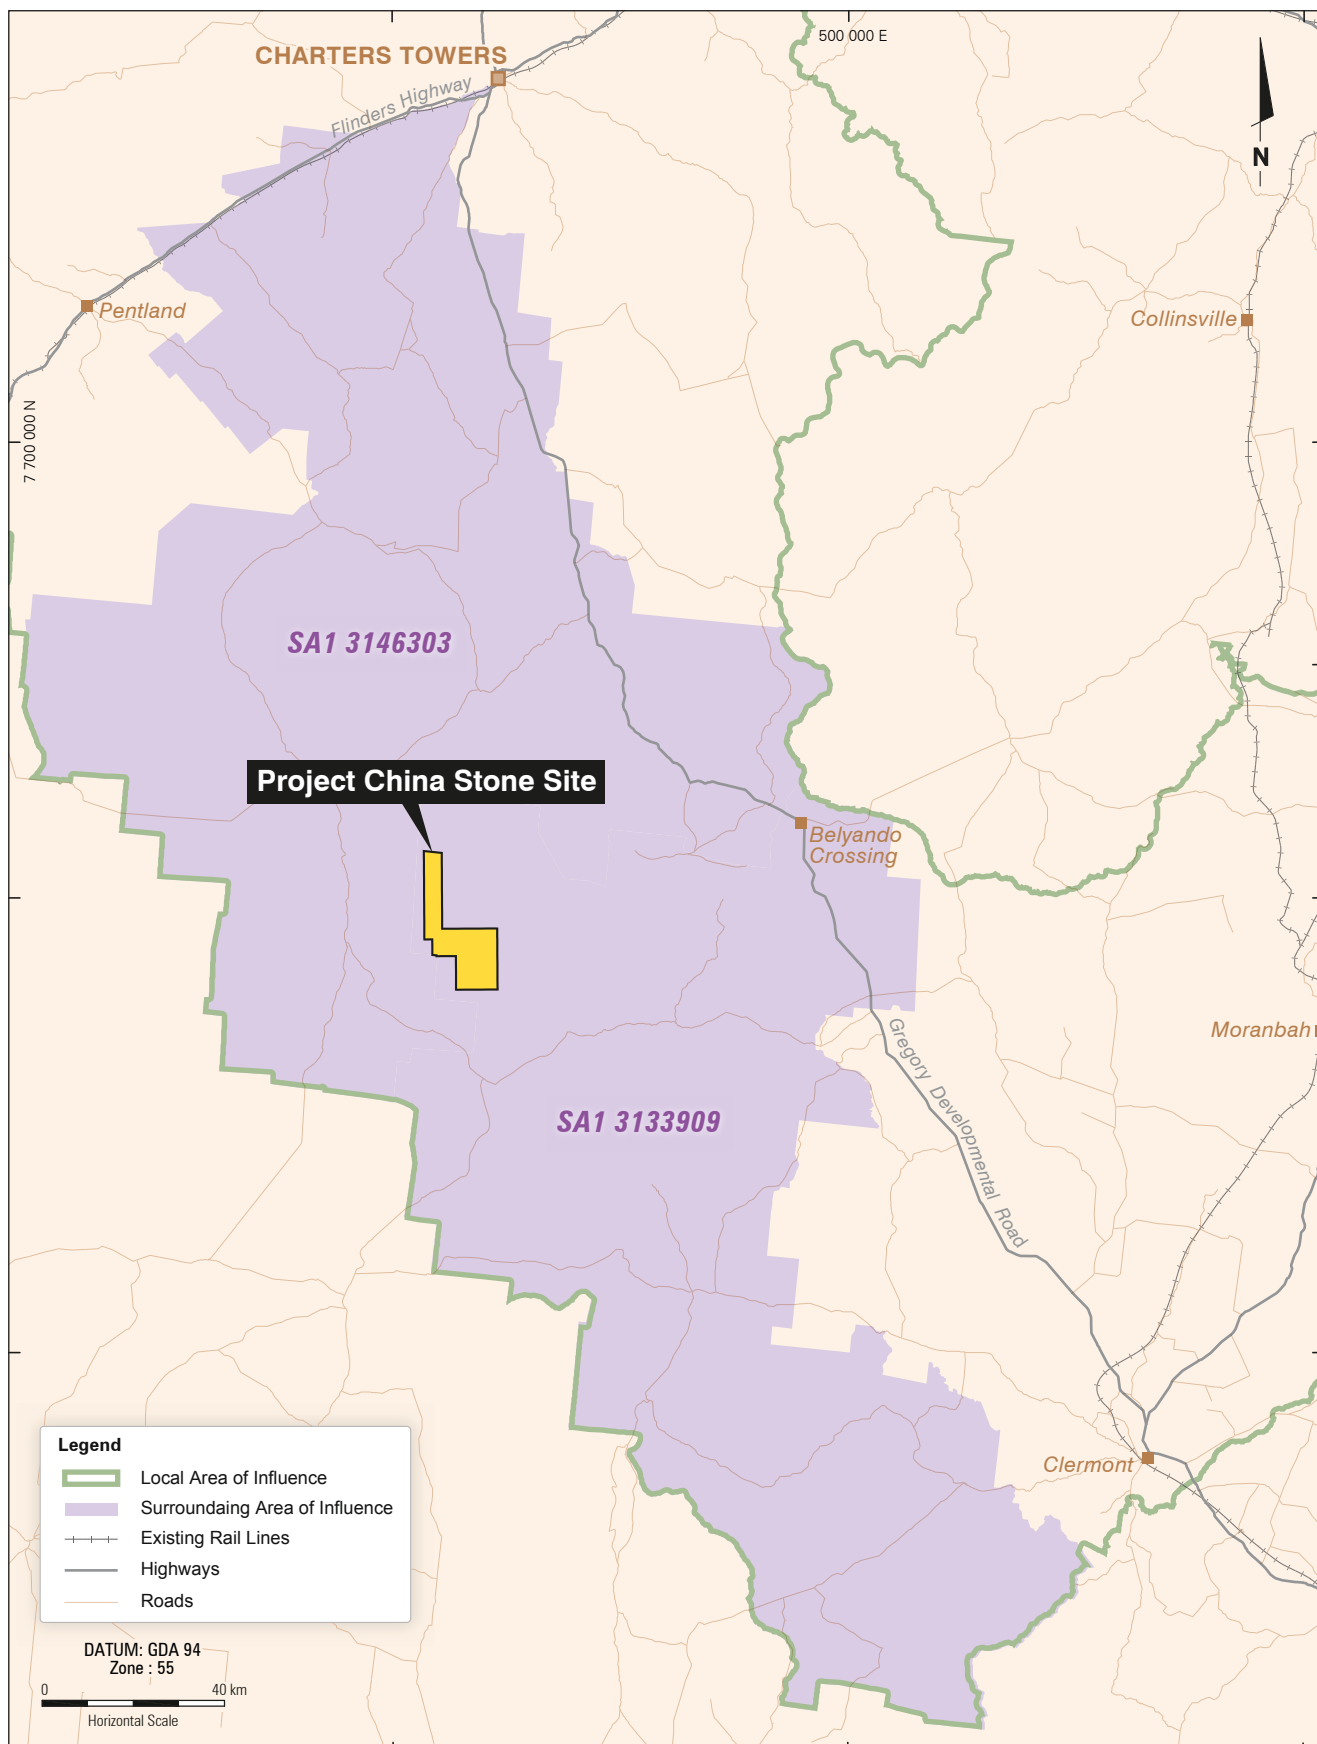 500 000 E
CHARTERS TOWERS
Flinders Highway
N
Pentland
Collinsville
7 700 000 N
SA1 3146303
Project China Stone Site
Belyando
Crossing
Gregory Developmental Road
Moranbah
SA1 3133909
Clermont
Legend
Local Area of Influence
Surroundaing Area of Influence
Existing Rail Lines
Highways
Roads
DATUM: GDA 94
Zone : 55
0 40 km
Horizontal Scale